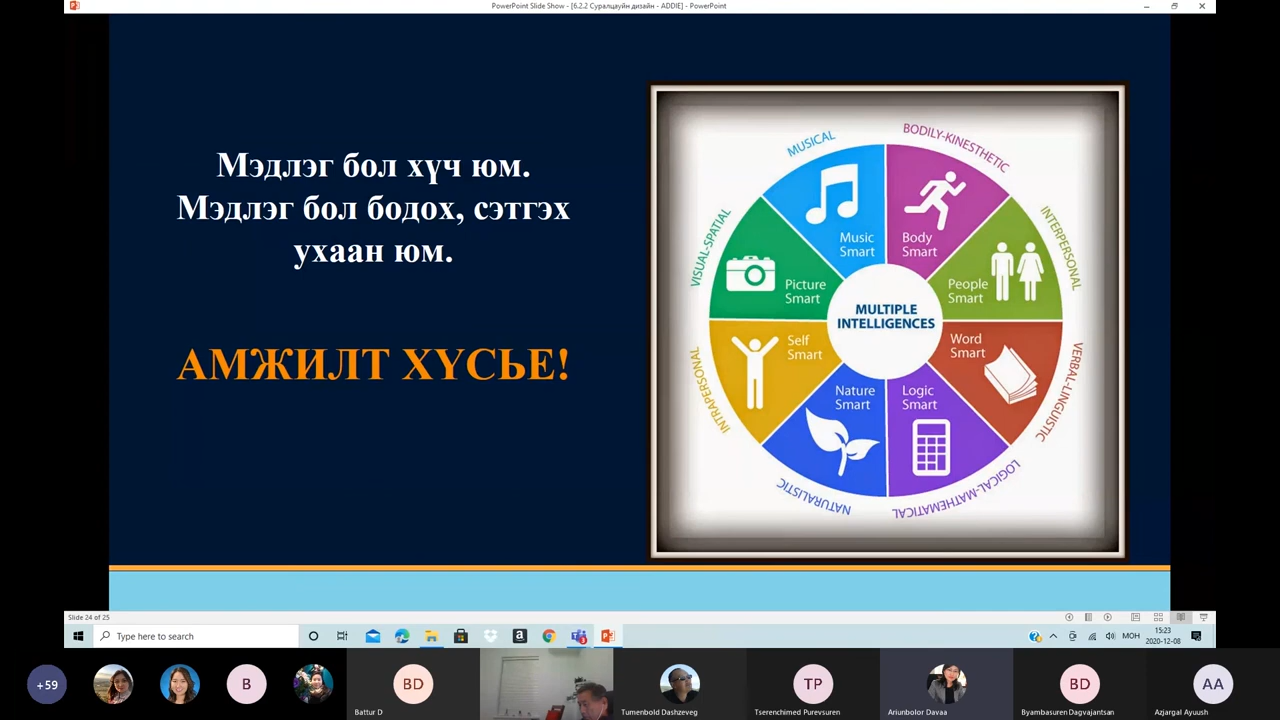 PowerPoint Slide Show - [6.2.2 Суралцахуйн дизайн - ADDIE] - PowerPoint
Мэдлэг бол хүч юм.
Мэдлэг бол бодох, сэтгэх
ухаан юм.
АМЖИЛТ ХҮСЬЕ!
MUSICAL
BODILY-KINESTHETIC
VISUAL-SPATIAL
INTERPERSONAL
Music
Smart
Body
Smart
Picture
Smart
People
Smart
MULTIPLE
INTELLIGENCES
Self
Smart
Word
Smart
INTRAPERSONAL
VERBAL-LINGUISTIC
Nature
Smart
Logic
Smart
NATURALISTIC
LOGICAL-MATHEMATICAL
Slide 24 of 25
Type here to search
МОН
15:23
2020-12-08
+59
B
BD
TP
BD
AA
Battur D
Tumenbold Dashzeveg
Tserenchimed Purevsuren
Ariunbolor Davaa
Byambasuren Dagvajantsan
Azjargal Ayuush